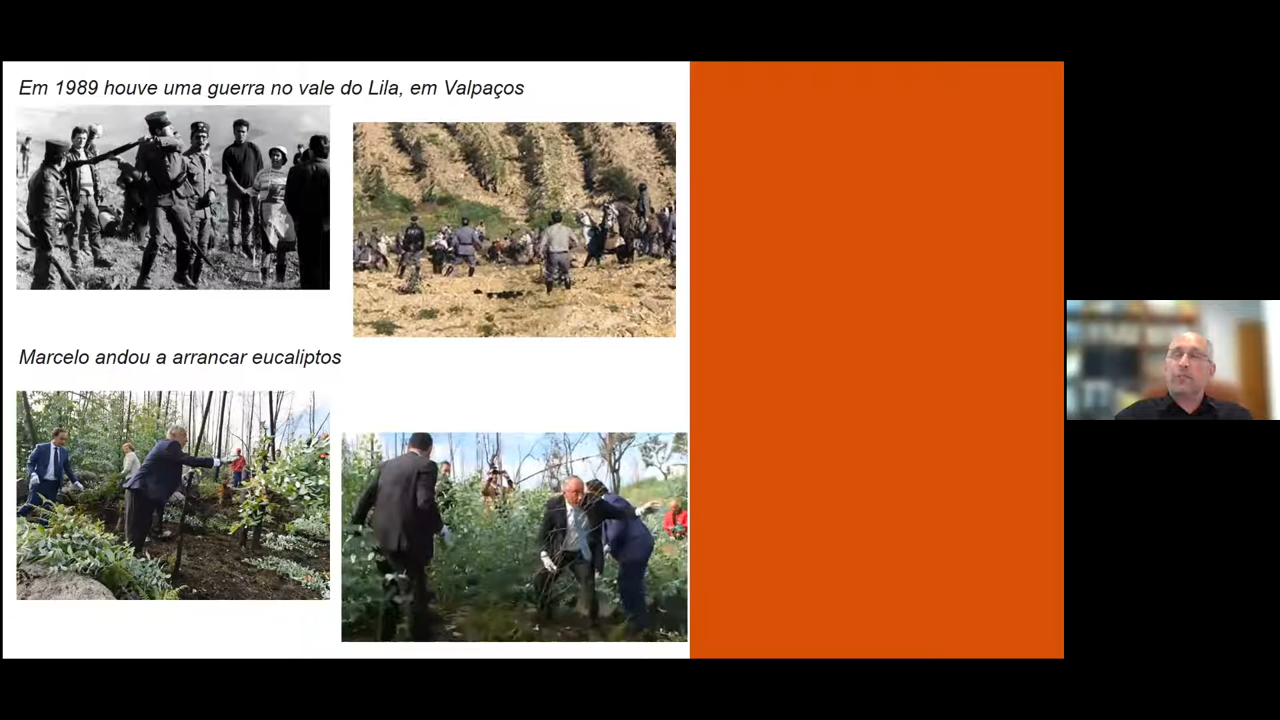 Em 1989 houve uma guerra no vale do Lila, em Valpaços
Marcelo andou a arrancar eucaliptos